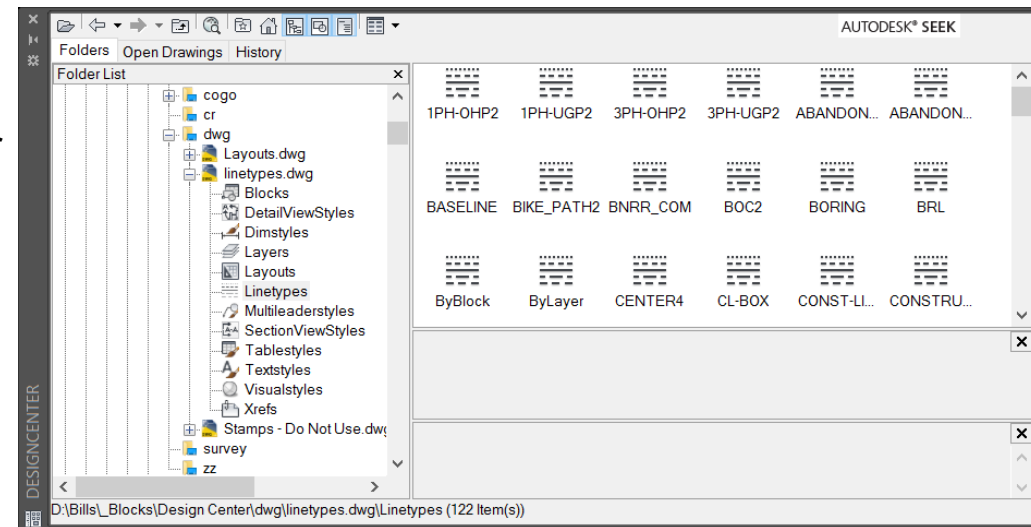 AUTODESK® SEEK
Folders Open Drawings History
Folder List
cogo
cr
dwg
Layouts.dwg
linetypes.dwg
Blocks
DetailViewStyles
Dimstyles
Layers
Layouts
Linetypes
Multileaderstyles
SectionViewStyles
Tablestyles
Textstyles
Visualstyles
Xrefs
Stamps - Do Not Use.dwg
survey
zz
1PH-OHP2 1PH-UGP2 3PH-OHP2 3PH-UGP2 ABANDON... ABANDON...
BASELINE BIKE_PATH2 BNRR_COM BOC2 BORING BRL
ByBlock ByLayer CENTER4 CL-BOX CONST-LI... CONSTRU...
DESIGNCENTER
D:\Bills\_Blocks\Design Center\dwg\linetypes.dwg\Linetypes (122 Item(s))